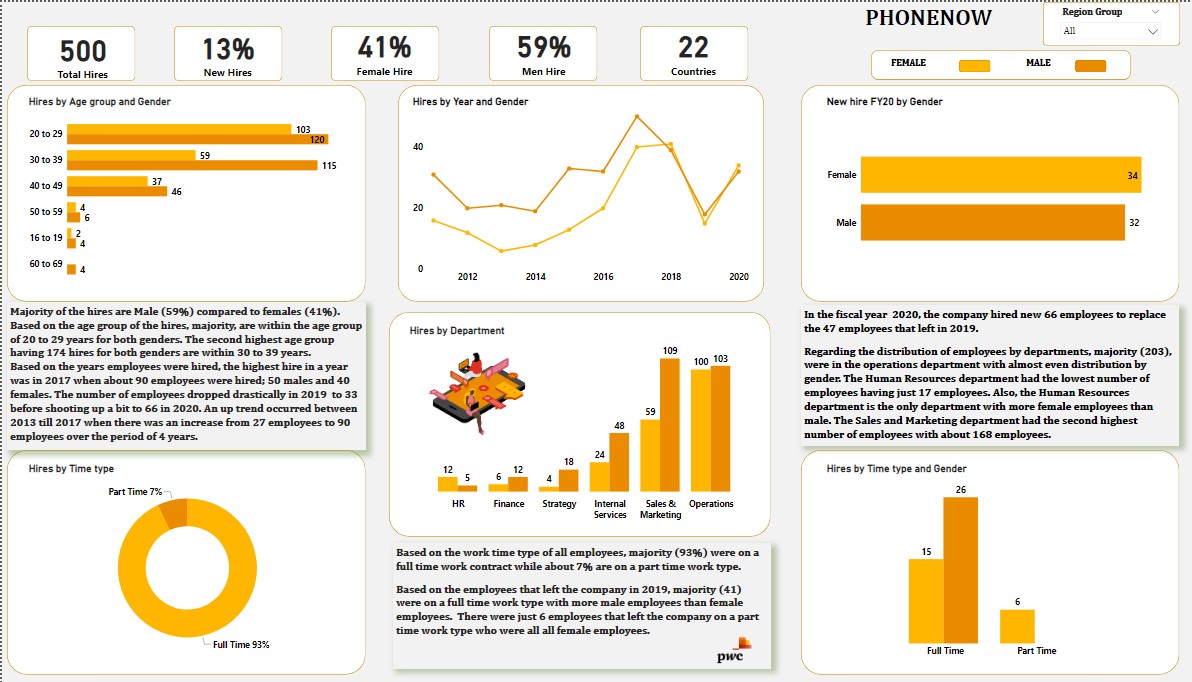 PHONENOW
Region Group
All
500
Total Hires
13%
New Hires
41%
Female Hire
59%
Men Hire
22
Countries
FEMALE
MALE
Hires by Age group and Gender
20 to 29
103
120
30 to 39
59
115
40 to 49
37
46
50 to 59
4
6
16 to 19
2
4
60 to 69
4
Hires by Year and Gender
40
20
0
2012
2014
2016
2018
2020
New hire FY20 by Gender
Female
34
Male
32
Majority of the hires are Male (59%) compared to females (41%).
Based on the age group of the hires, majority, are within the age group
of 20 to 29 years for both genders. The second highest age group
having 174 hires for both genders are within 30 to 39 years.
Based on the years employees were hired, the highest hire in a year
was in 2017 when about 90 employees were hired; 50 males and 40
females. The number of employees dropped drastically in 2019 to 33
before shooting up a bit to 66 in 2020. An up trend occurred between
2013 till 2017 when there was an increase from 27 employees to 90
employees over the period of 4 years.
Hires by Department
12
5
6
12
4
18
24
48
59
109
100
103
HR
Finance
Strategy
Internal
Services
Sales &
Marketing
Operations
In the fiscal year 2020, the company hired new 66 employees to replace
the 47 employees that left in 2019.
Regarding the distribution of employees by departments, majority (203),
were in the operations department with almost even distribution by
gender. The Human Resources department had the lowest number of
employees having just 17 employees. Also, the Human Resources
department is the only department with more female employees than
male. The Sales and Marketing department had the second highest
number of employees with about 168 employees.
Hires by Time type
Part Time 7%
Full Time 93%
Based on the work time type of all employees, majority (93%) were on a
full time work contract while about 7% are on a part time work type.
Based on the employees that left the company in 2019, majority (41)
were on a full time work type with more male employees than female
employees. There were just 6 employees that left the company on a part
time work type who were all all female employees.
pwc
Hires by Time type and Gender
15
26
6
Full Time
Part Time